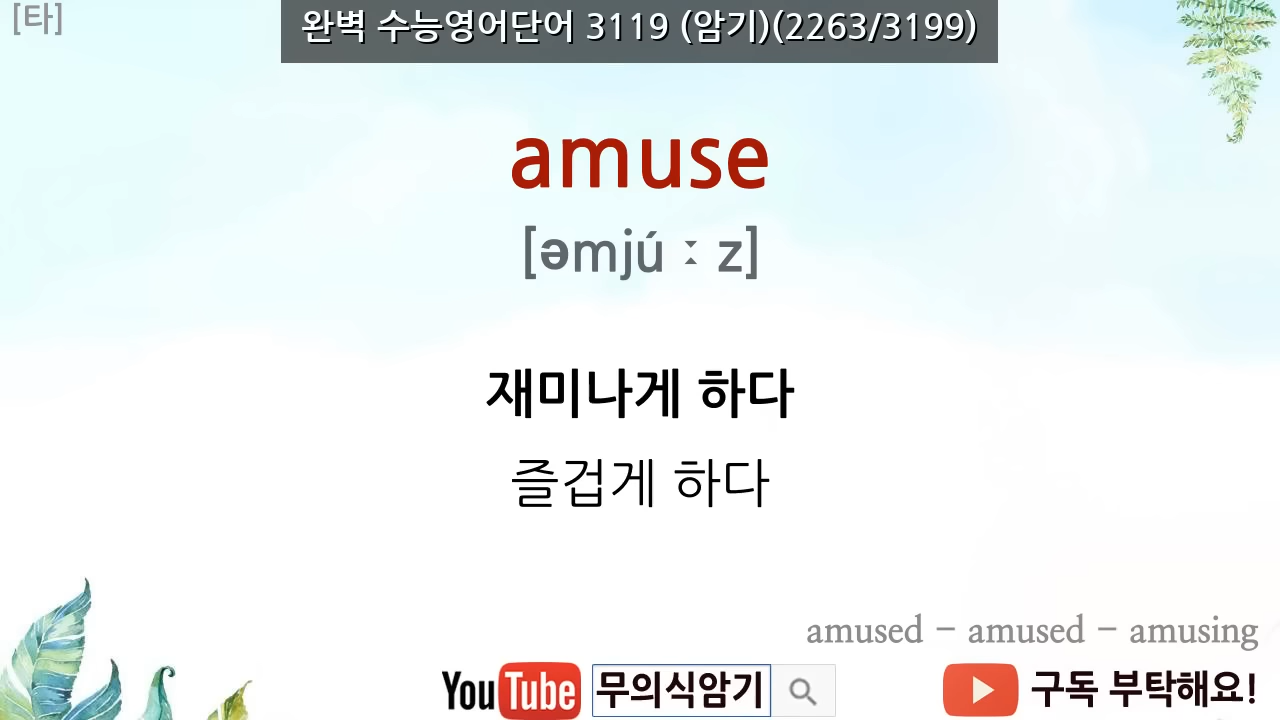 [타]
완벽 수능영어단어 3119 (암기)(2263/3199)
amuse
[əmjúːz]
재미나게 하다
즐겁게 하다
amused - amused - amusing
YouTube 무의식암기 구독 부탁해요!